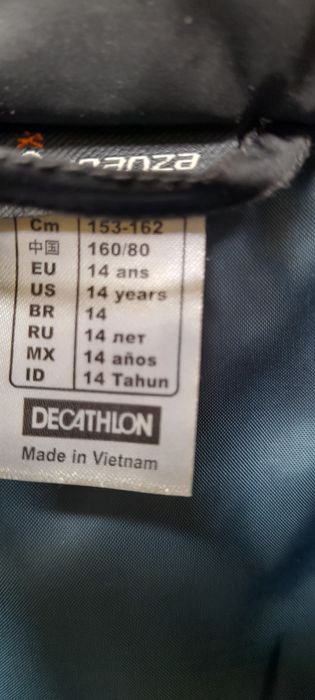 Cm 153-162
中国 160/80
EU 14 ans
US 14 years
BR 14
RU 14 лет
MX 14 años
ID 14 Tahun
DECATHLON
Made in Vietnam